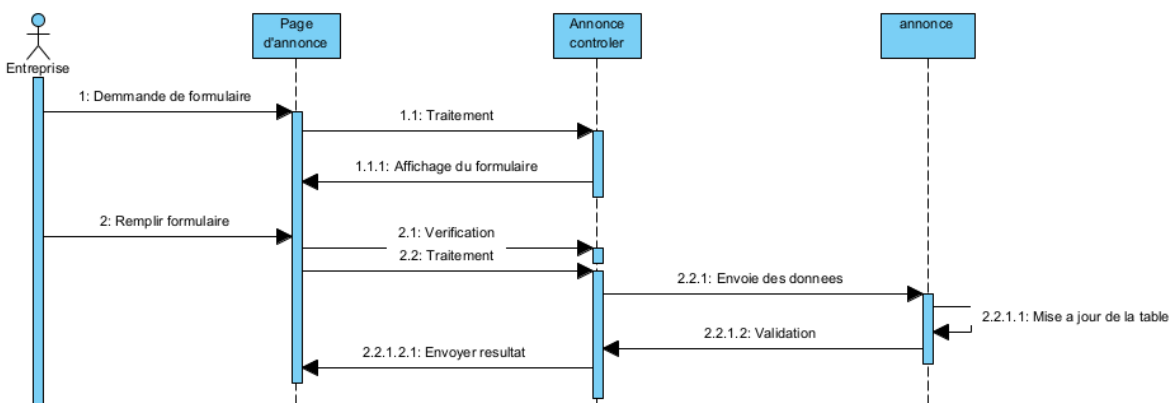 Entreprise
Page
d'annonce
Annonce
controler
annonce
1: Demmande de formulaire
1.1: Traitement
1.1.1: Affichage du formulaire
2: Remplir formulaire
2.1: Verification
2.2: Traitement
2.2.1: Envoie des donnees
2.2.1.1: Mise a jour de la table
2.2.1.2: Validation
2.2.1.2.1: Envoyer resultat